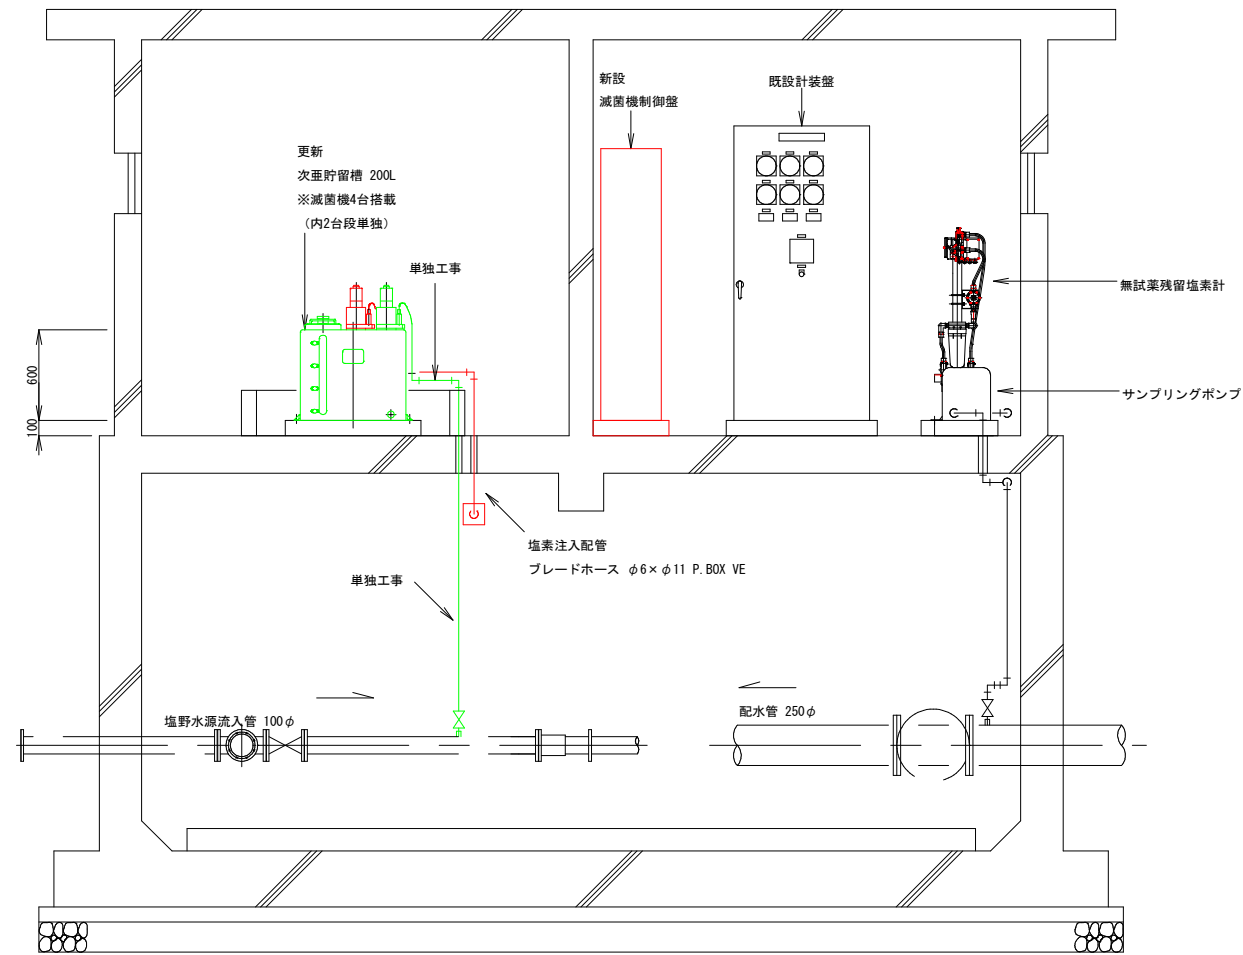 新設
滅菌機制御盤
既設計装盤
更新
次亜貯留槽 200L
※滅菌機4台搭載
(内2台段単独)
単独工事
無試薬残留塩素計
サンプリングポンプ
600
100
塩素注入配管
ブレードホース φ6×φ11 P.BOX VE
単独工事
塩野水源流入管 100φ
配水管 250φ